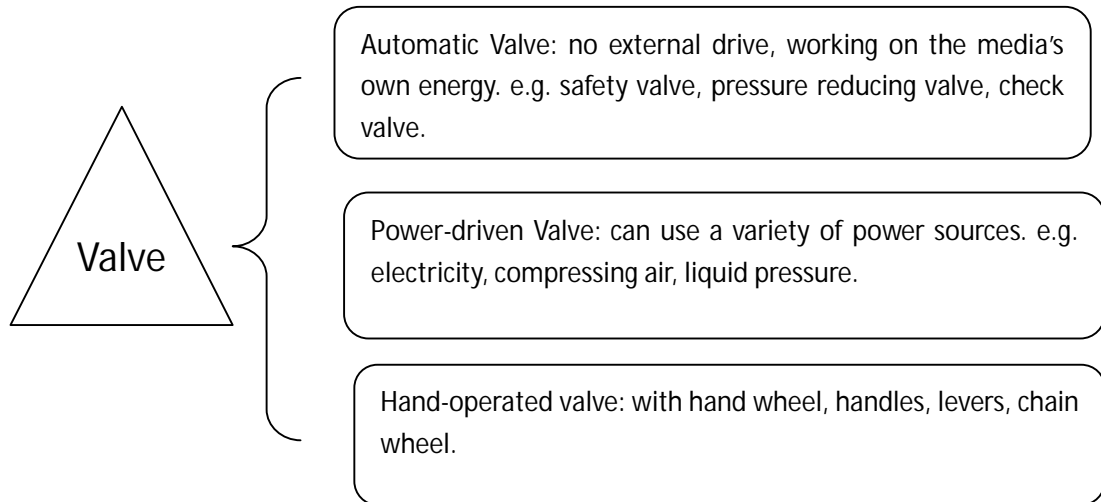 Automatic Valve: no external drive, working on the media's
own energy. e.g. safety valve, pressure reducing valve, check
valve.
Valve
Power-driven Valve: can use a variety of power sources. e.g.
electricity, compressing air, liquid pressure.
Hand-operated valve: with hand wheel, handles, levers, chain
wheel.